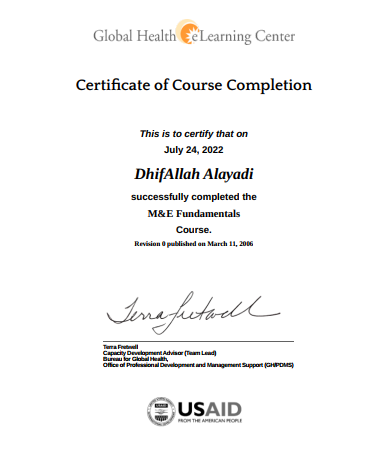 Global Health eLearning Center
Certificate of Course Completion
This is to certify that on
July 24, 2022
DhifAllah Alayadi
successfully completed the
M&E Fundamentals
Course.
Revision 0 published on March 11, 2006
Terra Fretwell
Terra Fretwell
Capacity Development Advisor (Team Lead)
Bureau for Global Health,
Office of Professional Development and Management Support (GH/PDMS)
USAID
FROM THE AMERICAN PEOPLE